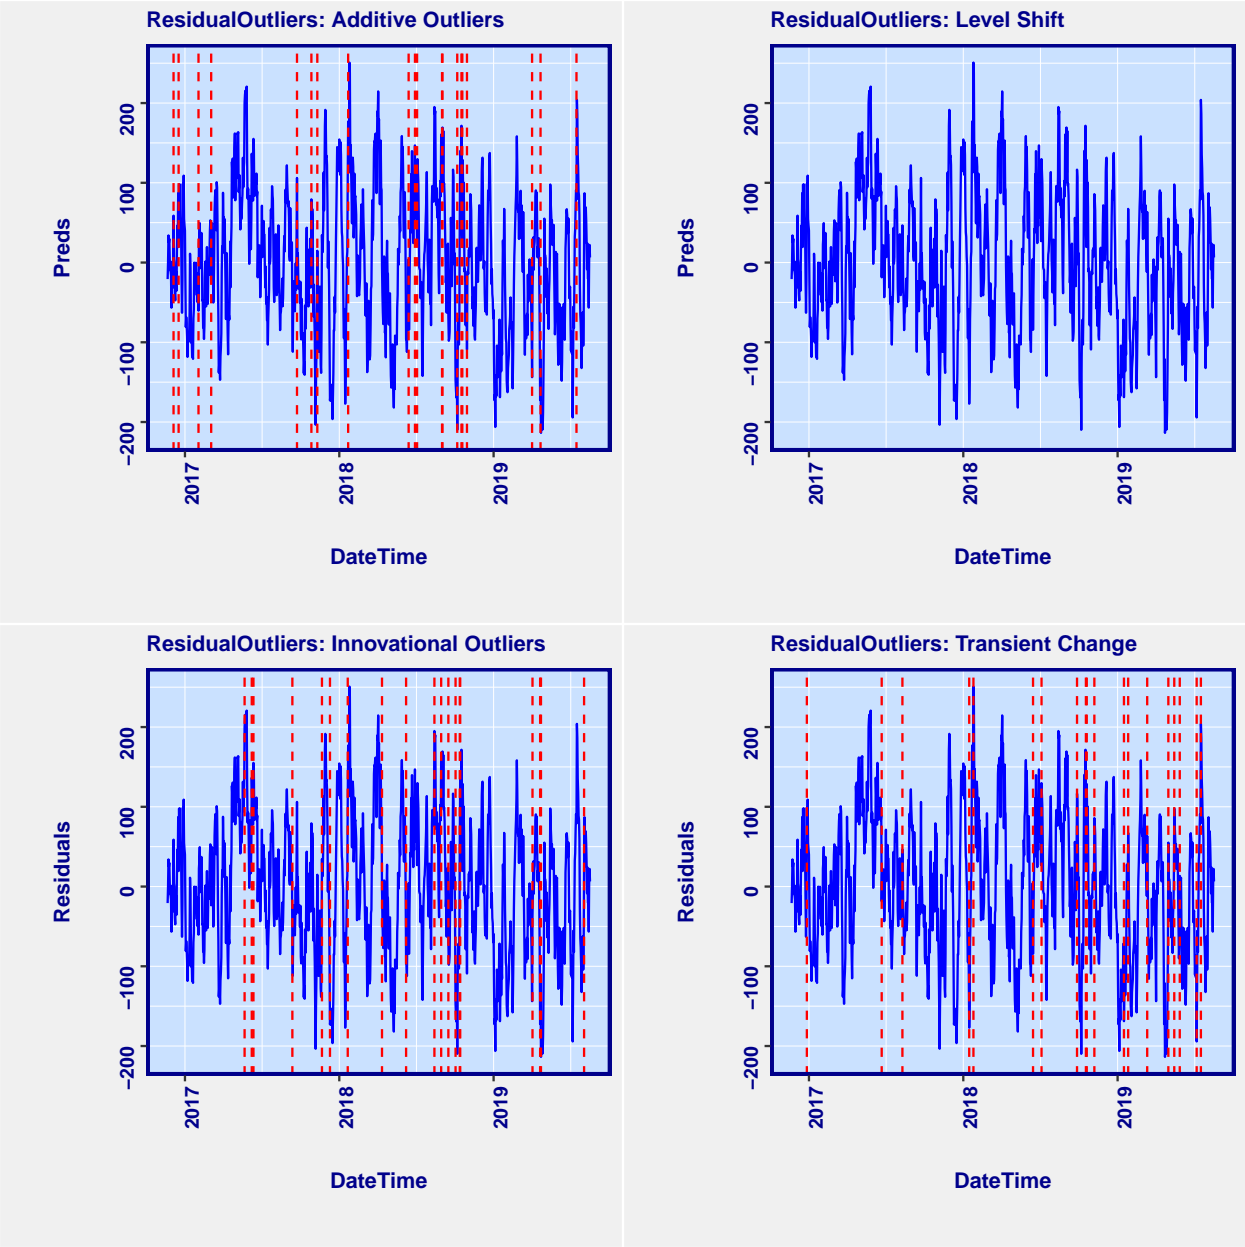 ResidualOutliers: Additive Outliers
Preds
200
100
0
−100
−200
2017
2018
2019
DateTime
ResidualOutliers: Level Shift
Preds
200
100
0
−100
−200
2017
2018
2019
DateTime
ResidualOutliers: Innovational Outliers
Residuals
200
100
0
−100
−200
2017
2018
2019
DateTime
ResidualOutliers: Transient Change
Residuals
200
100
0
−100
−200
2017
2018
2019
DateTime